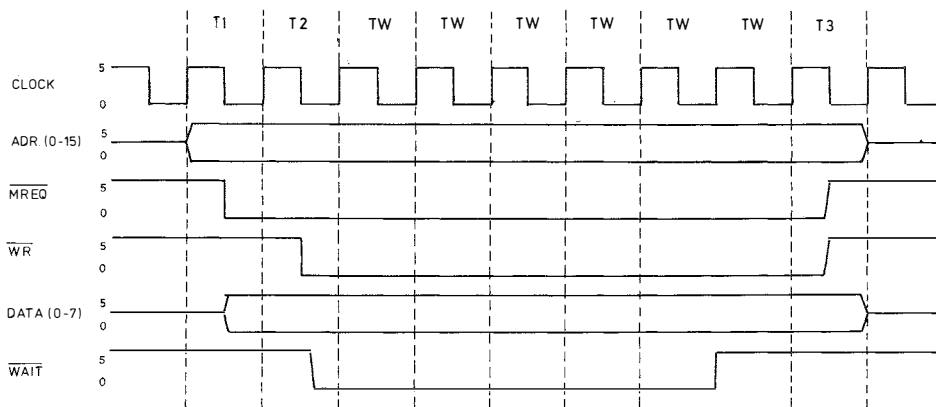 T1 T2 TW TW TW TW TW TW T3
CLOCK 5 0
ADR. (0-15) 5 0
MREQ 5 0
WR 5 0
DATA (0-7) 5 0
WAIT 5 0